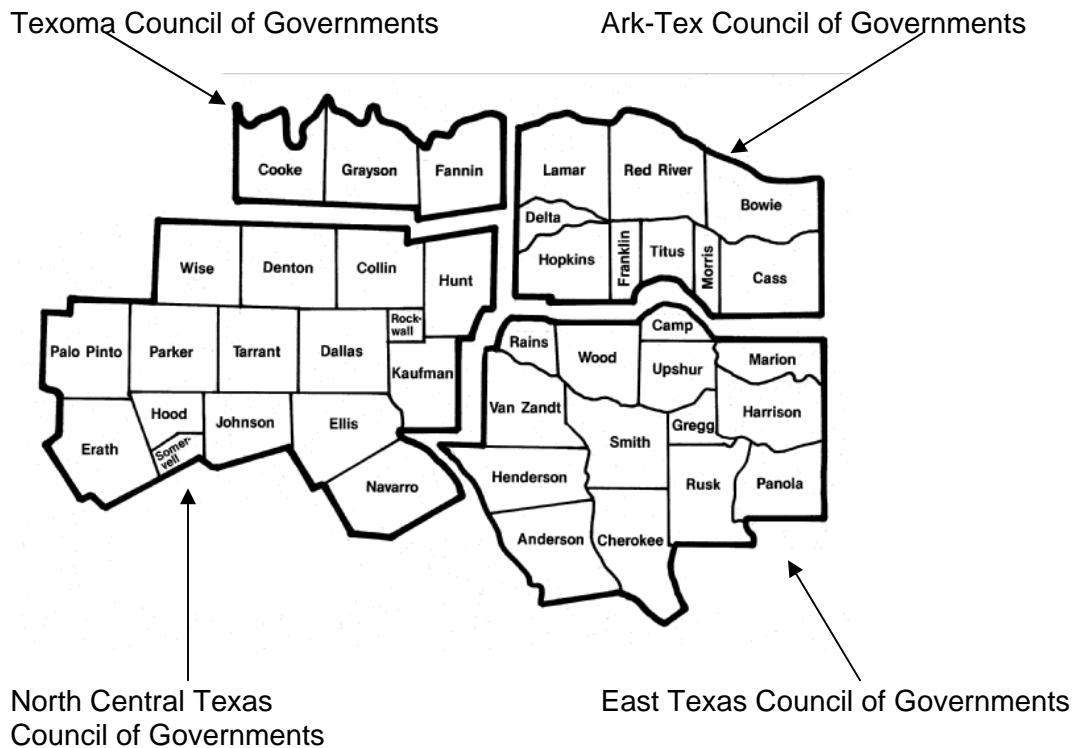 Texoma Council of Governments
Ark-Tex Council of Governments
Cooke
Grayson
Fannin
Lamar
Red River
Bowie
Delta
Hopkins
Franklin
Titus
Morris
Cass
Wise
Denton
Collin
Hunt
Palo Pinto
Parker
Tarrant
Dallas
Rock-
wall
Kaufman
Erath
Hood
Somer-
vell
Johnson
Ellis
Navarro
Rains
Wood
Camp
Upshur
Marion
Harrison
Van Zandt
Smith
Gregg
Henderson
Rusk
Panola
Anderson
Cherokee
North Central Texas
Council of Governments
East Texas Council of Governments